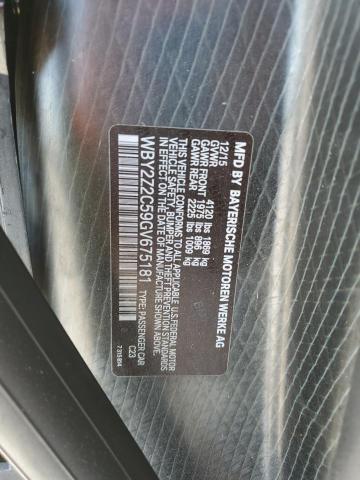 MFD BY BAYERISCHE MOTOREN WERKE AG
12/15
GVWR 4120 lbs 1869 kg
GAWR FRONT 1975 lbs 896 kg
GAWR REAR 2225 lbs 1009 kg
THIS VEHICLE CONFORMS TO ALL APPLICABLE U.S. FEDERAL MOTOR
VEHICLE SAFETY, BUMPER AND THEFT PREVENTION STANDARDS
IN EFFECT ON THE DATE OF MANUFACTURE SHOWN ABOVE.
WBY2Z2C59GV675181 TYPE: PASSENGER CAR
C23